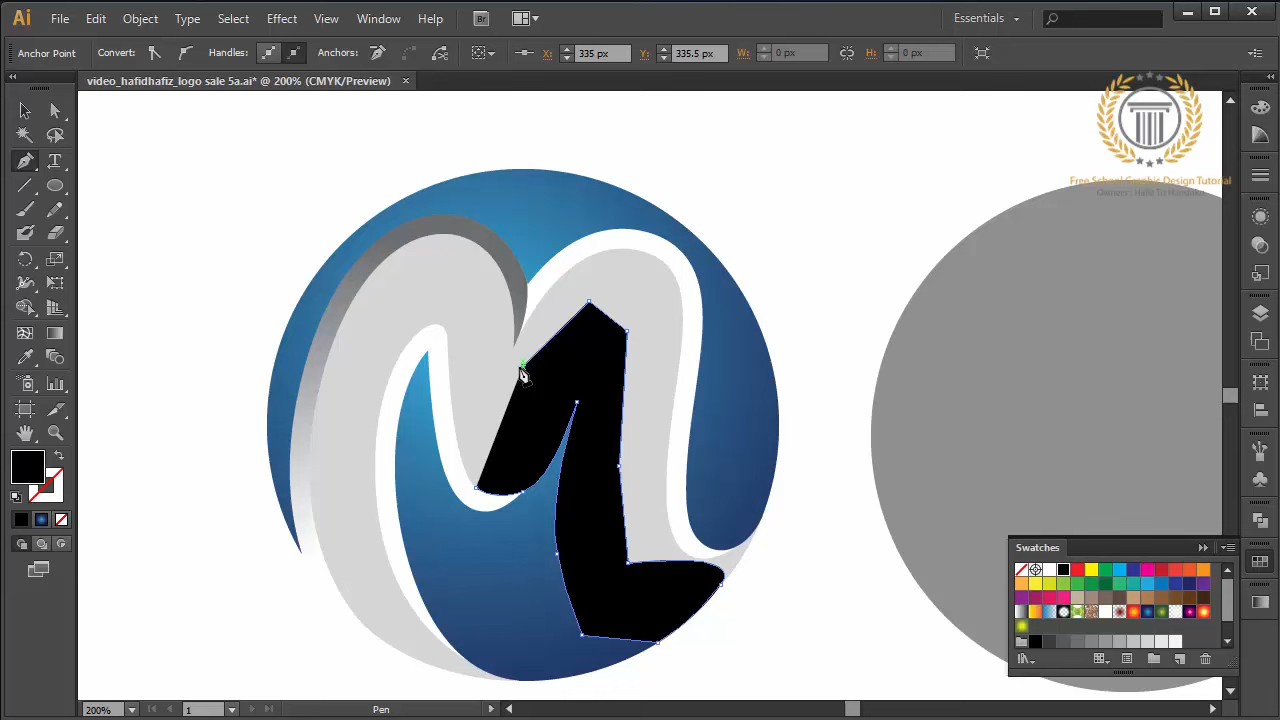 Ai File Edit Object Type Select Effect View Window Help Br Essentials
Anchor Point Convert: Handles: Anchors: X: 335 px Y: 335.5 px W: 0 px H: 0 px
video_hafidhafiz_logo sale 5a.ai* @ 200% (CMYK/Preview)
Free School Graphic Design Tutorial
Swatches
200% 1 Pen